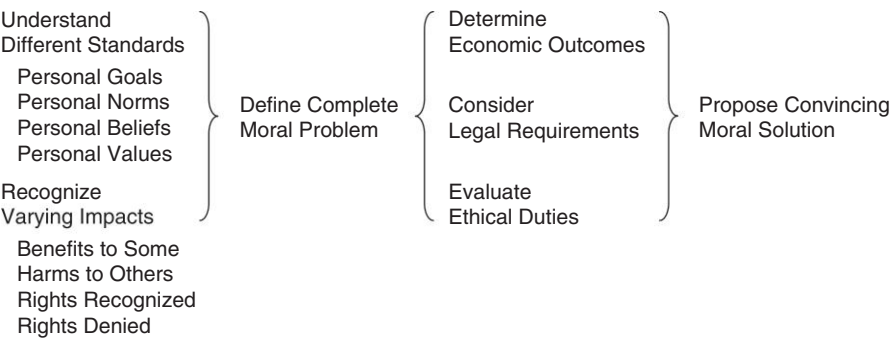 Understand
Different Standards
Personal Goals
Personal Norms
Personal Beliefs
Personal Values
Recognize
Varying Impacts
Benefits to Some
Harms to Others
Rights Recognized
Rights Denied
Define Complete
Moral Problem
Determine
Economic Outcomes
Consider
Legal Requirements
Evaluate
Ethical Duties
Propose Convincing
Moral Solution